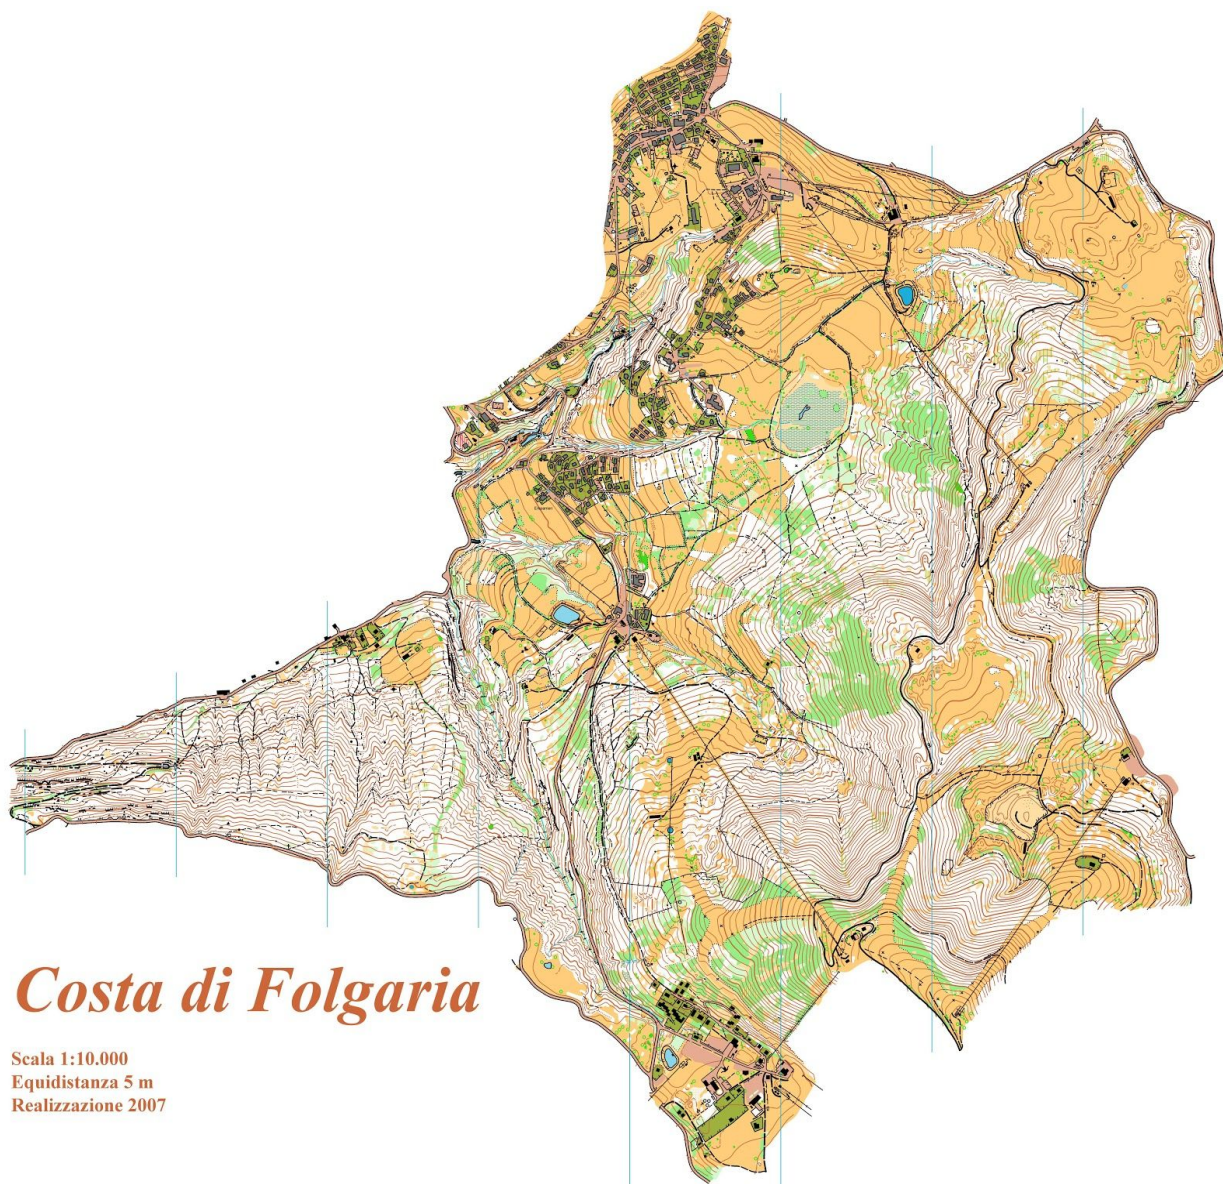 Costa di Folgaria
Scala 1:10.000
Equidistanza 5 m
Realizzazione 2007